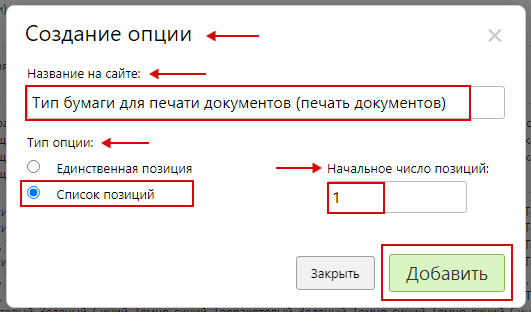 Создание опции
Название на сайте:
Тип бумаги для печати документов (печать документов)
Тип опции:
Единственная позиция
Начальное число позиций:
Список позиций
1
Закрыть
Добавить